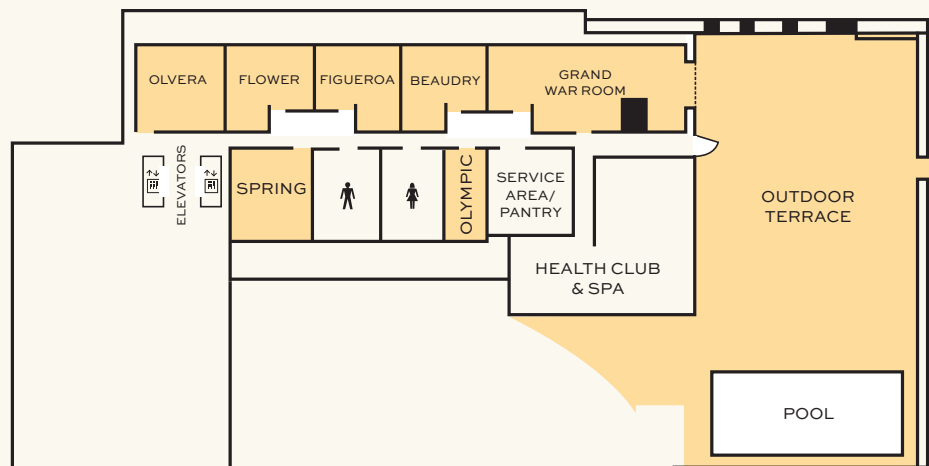 OLVERA
FLOWER
FIGUEROA
BEAUDRY
GRAND
WAR ROOM
ELEVATORS
SPRING
OLYMPIC
SERVICE
AREA/
PANTRY
OUTDOOR
TERRACE
HEALTH CLUB
& SPA
POOL